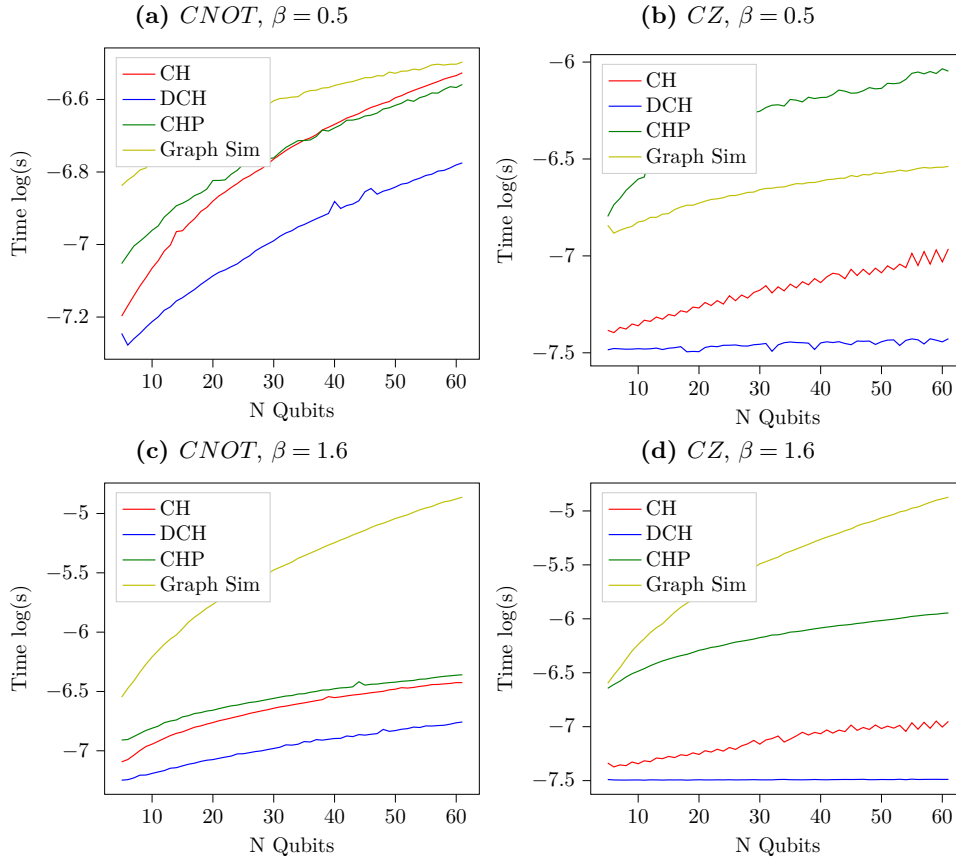 (a) CNOT, β = 0.5
CH
DCH
CHP
Graph Sim
−6.6
−6.8
−7
−7.2
Time log(s)
10 20 30 40 50 60
N Qubits
(b) CZ, β = 0.5
CH
DCH
CHP
Graph Sim
−6
−6.5
−7
−7.5
Time log(s)
10 20 30 40 50 60
N Qubits
(c) CNOT, β = 1.6
CH
DCH
CHP
Graph Sim
−5
−5.5
−6
−6.5
−7
Time log(s)
10 20 30 40 50 60
N Qubits
(d) CZ, β = 1.6
CH
DCH
CHP
Graph Sim
−5
−5.5
−6
−6.5
−7
−7.5
Time log(s)
10 20 30 40 50 60
N Qubits